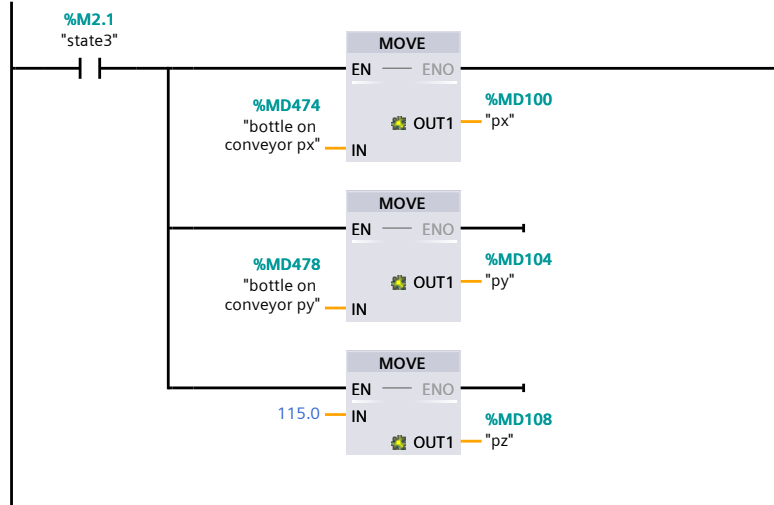 %M2.1
"state3"
MOVE
EN ENO
%MD474
"bottle on
conveyor px"
IN
OUT1
%MD100
"px"
MOVE
EN ENO
%MD478
"bottle on
conveyor py"
IN
OUT1
%MD104
"py"
MOVE
EN ENO
115.0
IN
OUT1
%MD108
"pz"